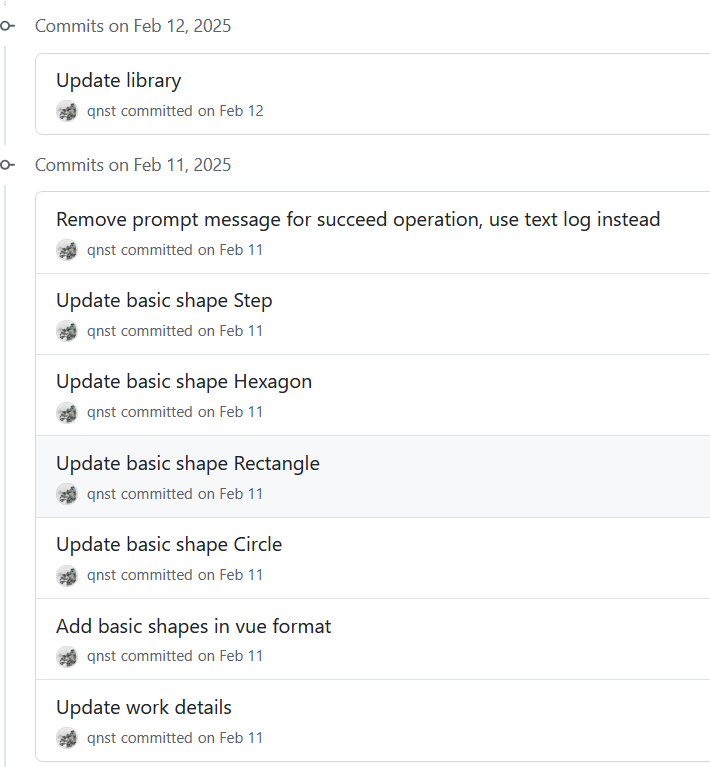 Commits on Feb 12, 2025
Update library
qnst committed on Feb 12
Commits on Feb 11, 2025
Remove prompt message for succeed operation, use text log instead
qnst committed on Feb 11
Update basic shape Step
qnst committed on Feb 11
Update basic shape Hexagon
qnst committed on Feb 11
Update basic shape Rectangle
qnst committed on Feb 11
Update basic shape Circle
qnst committed on Feb 11
Add basic shapes in vue format
qnst committed on Feb 11
Update work details
qnst committed on Feb 11